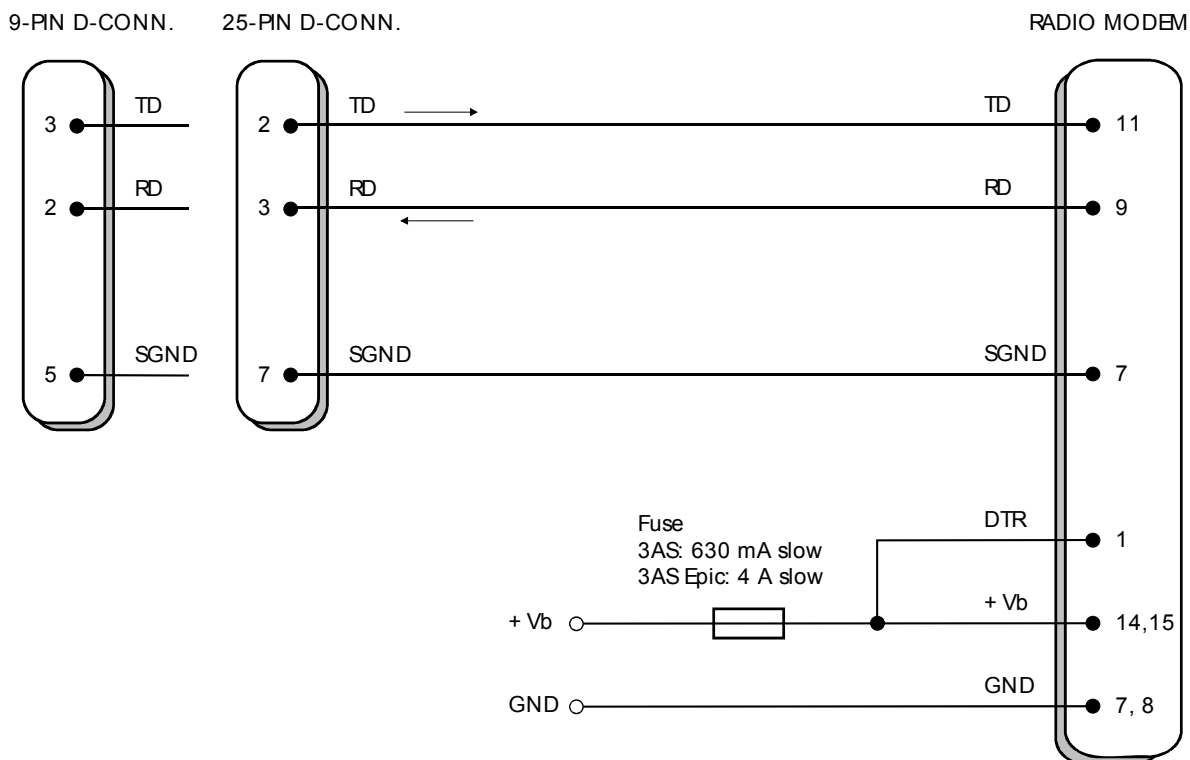 9-PIN D-CONN. 25-PIN D-CONN. RADIO MODEM
TD TD TD
3 2 11
RD RD RD
2 3 9
SGND SGND SGND
5 7 7
Fuse
3AS: 630 mA slow
3AS Epic: 4 A slow
DTR
1
+ Vb
+ Vb 14,15
GND
GND 7, 8